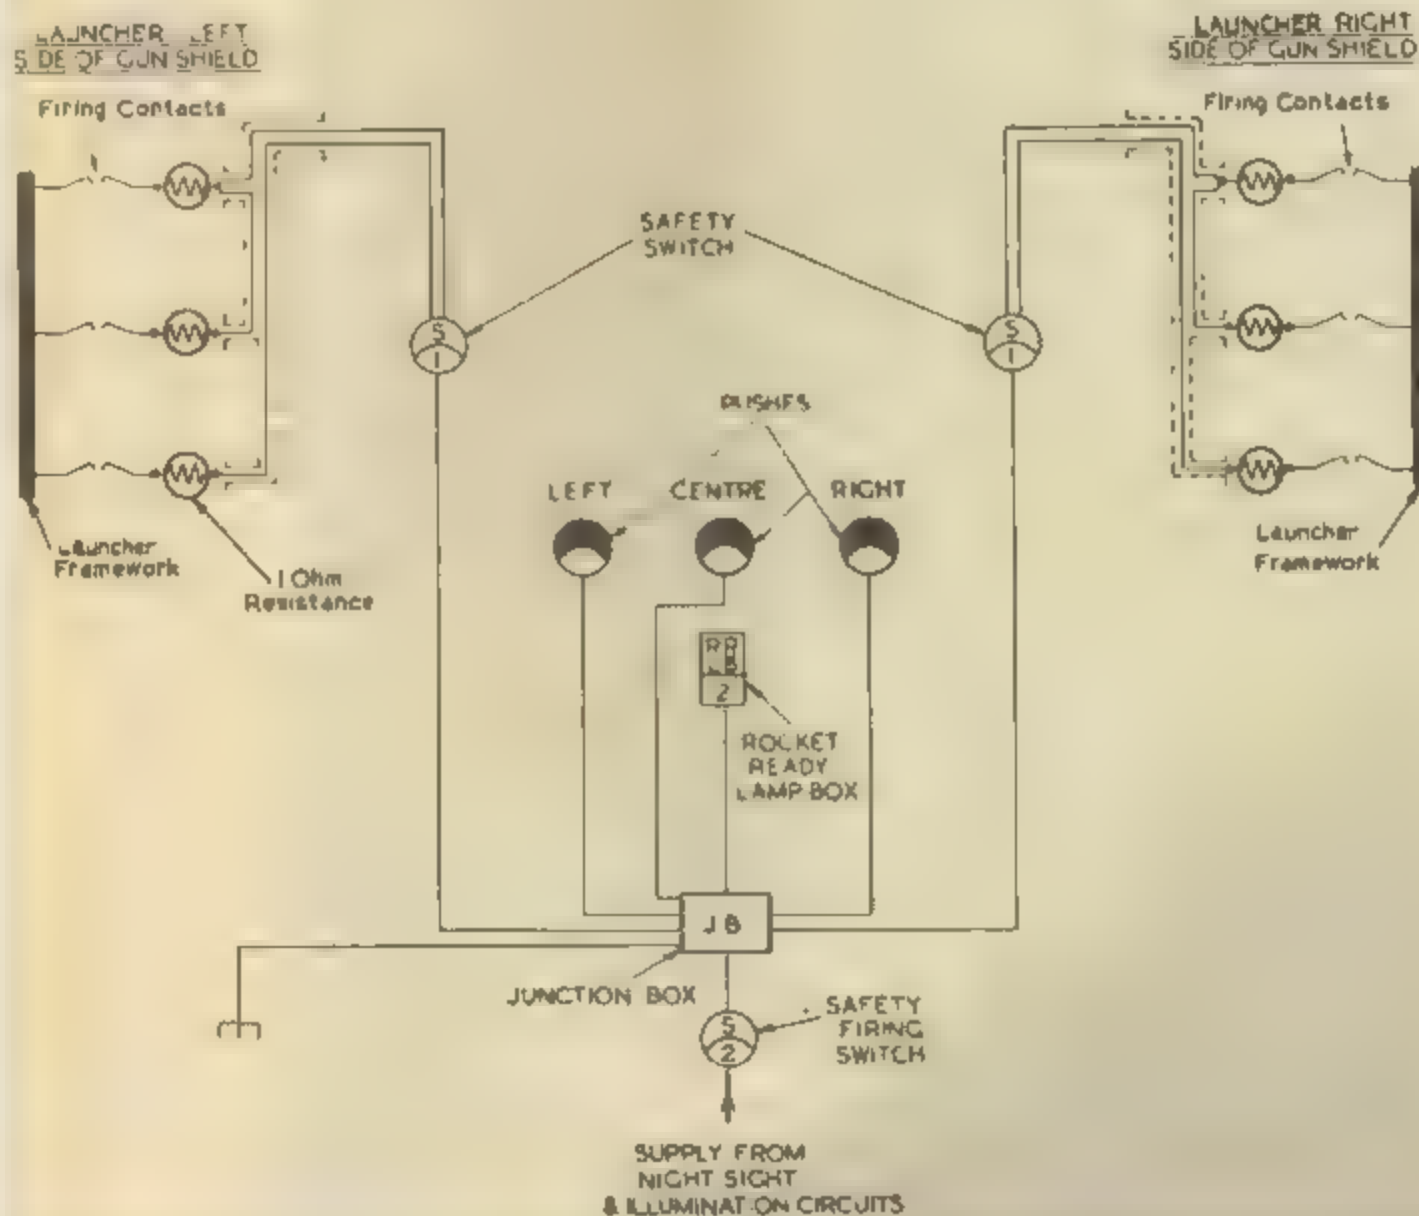 LAUNCHER LEFT
SIDE OF GUN SHIELD
Firing Contacts
LAUNCHER RIGHT
SIDE OF GUN SHIELD
Firing Contacts
SAFETY
SWITCH
S
1
S
1
PUSHES
LEFT
CENTRE
RIGHT
Launcher
Framework
1 Ohm
Resistance
Launcher
Framework
2
ROCKET
READY
LAMP BOX
JB
JUNCTION BOX
S
2
SAFETY
FIRING
SWITCH
SUPPLY FROM
NIGHT SIGHT
& ILLUMINATION CIRCUITS